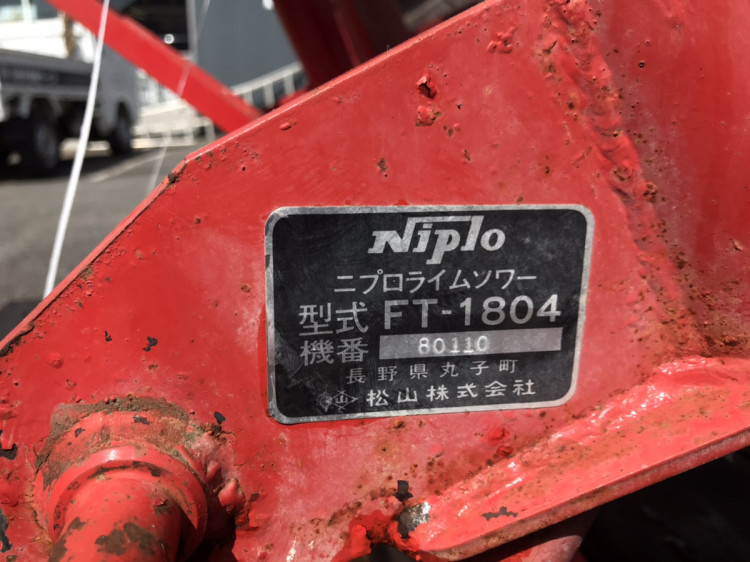 Niplo
ニプロライムソワー
型式 FT-1804
機番 80110
長野県丸子町
松山株式会社